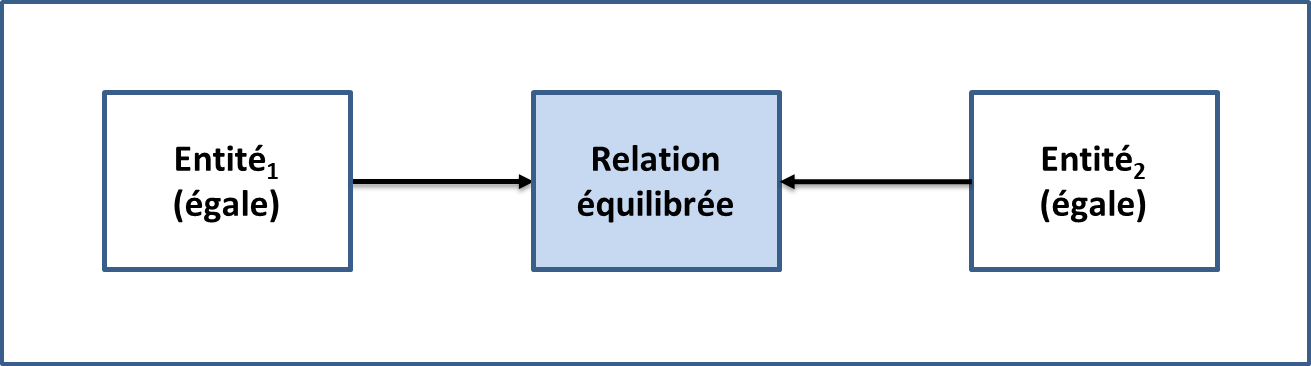 Entité₁
(égale)
Relation
équilibrée
Entité₂
(égale)